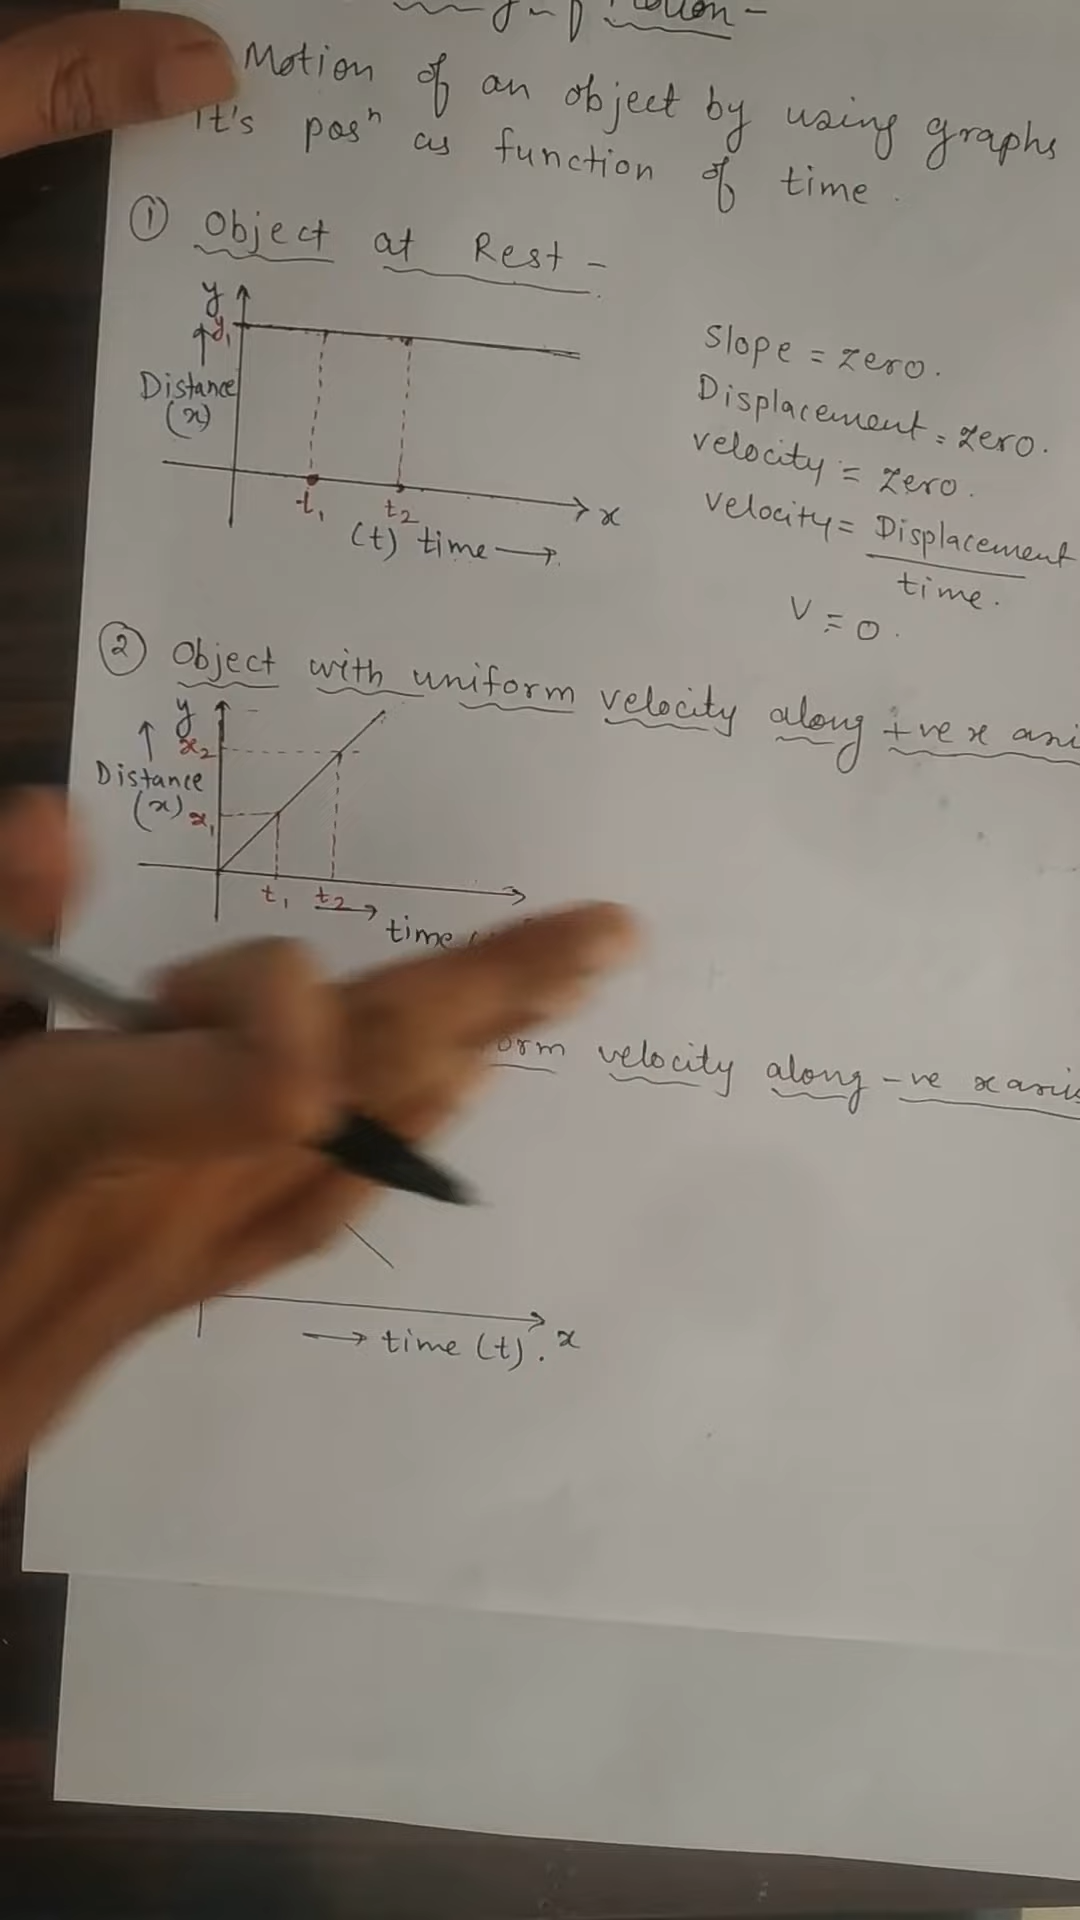 Motion of an object by using graphs
It's posⁿ as function of time.
① Object at Rest -
y
y₁
Distance
(x)
t₁ t₂ x
(t) time
Slope = zero.
Displacement = zero.
velocity = zero.
velocity = Displacement
time.
V = 0.
② Object with uniform velocity along +ve x
y
x₂
Distance
(x) x₁
t₁ t₂
time
velocity along -ve x axis
time (t). x